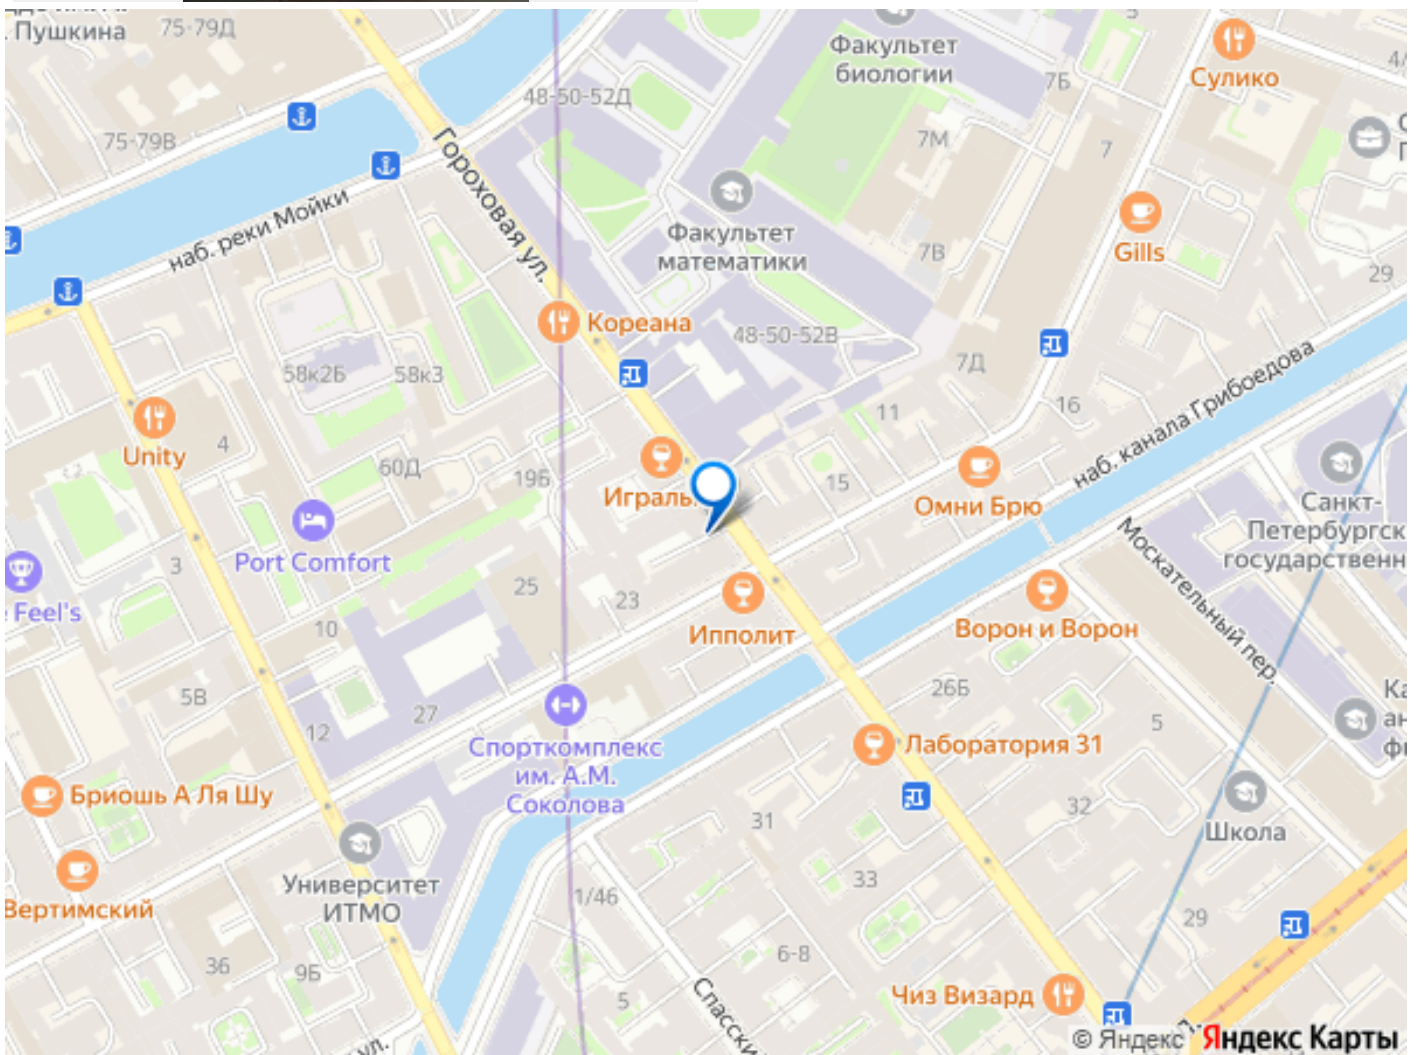 . Пушкина
75-79Д
Факультет
биологии
Сулико
7Б
48-50-52Д
75-79В
7М
7
Гороховая ул.
наб. реки Мойки
Факультет
математики
7В
Gills
29
Кореана
48-50-52В
7Д
наб. канала Грибоедова
58к2Б
58к3
16
11
Unity
4
60Д
19Б
Играль
15
Омни Брю
Санкт-
Петербургск
государственн
Port Comfort
Москательный пер.
3
Feel's
25
23
Ипполит
Ворон и Ворон
10
5В
26Б
27
12
5
Спорткомплекс
им. А.М.
Соколова
Лаборатория 31
Бриошь А Ля Шу
31
32
Школа
Университет
ИТМО
33
1/46
Вертимский
29
36
9Б
6-8
5
Спасски
Чиз Визард
ул.
© Яндекс Яндекс Карты